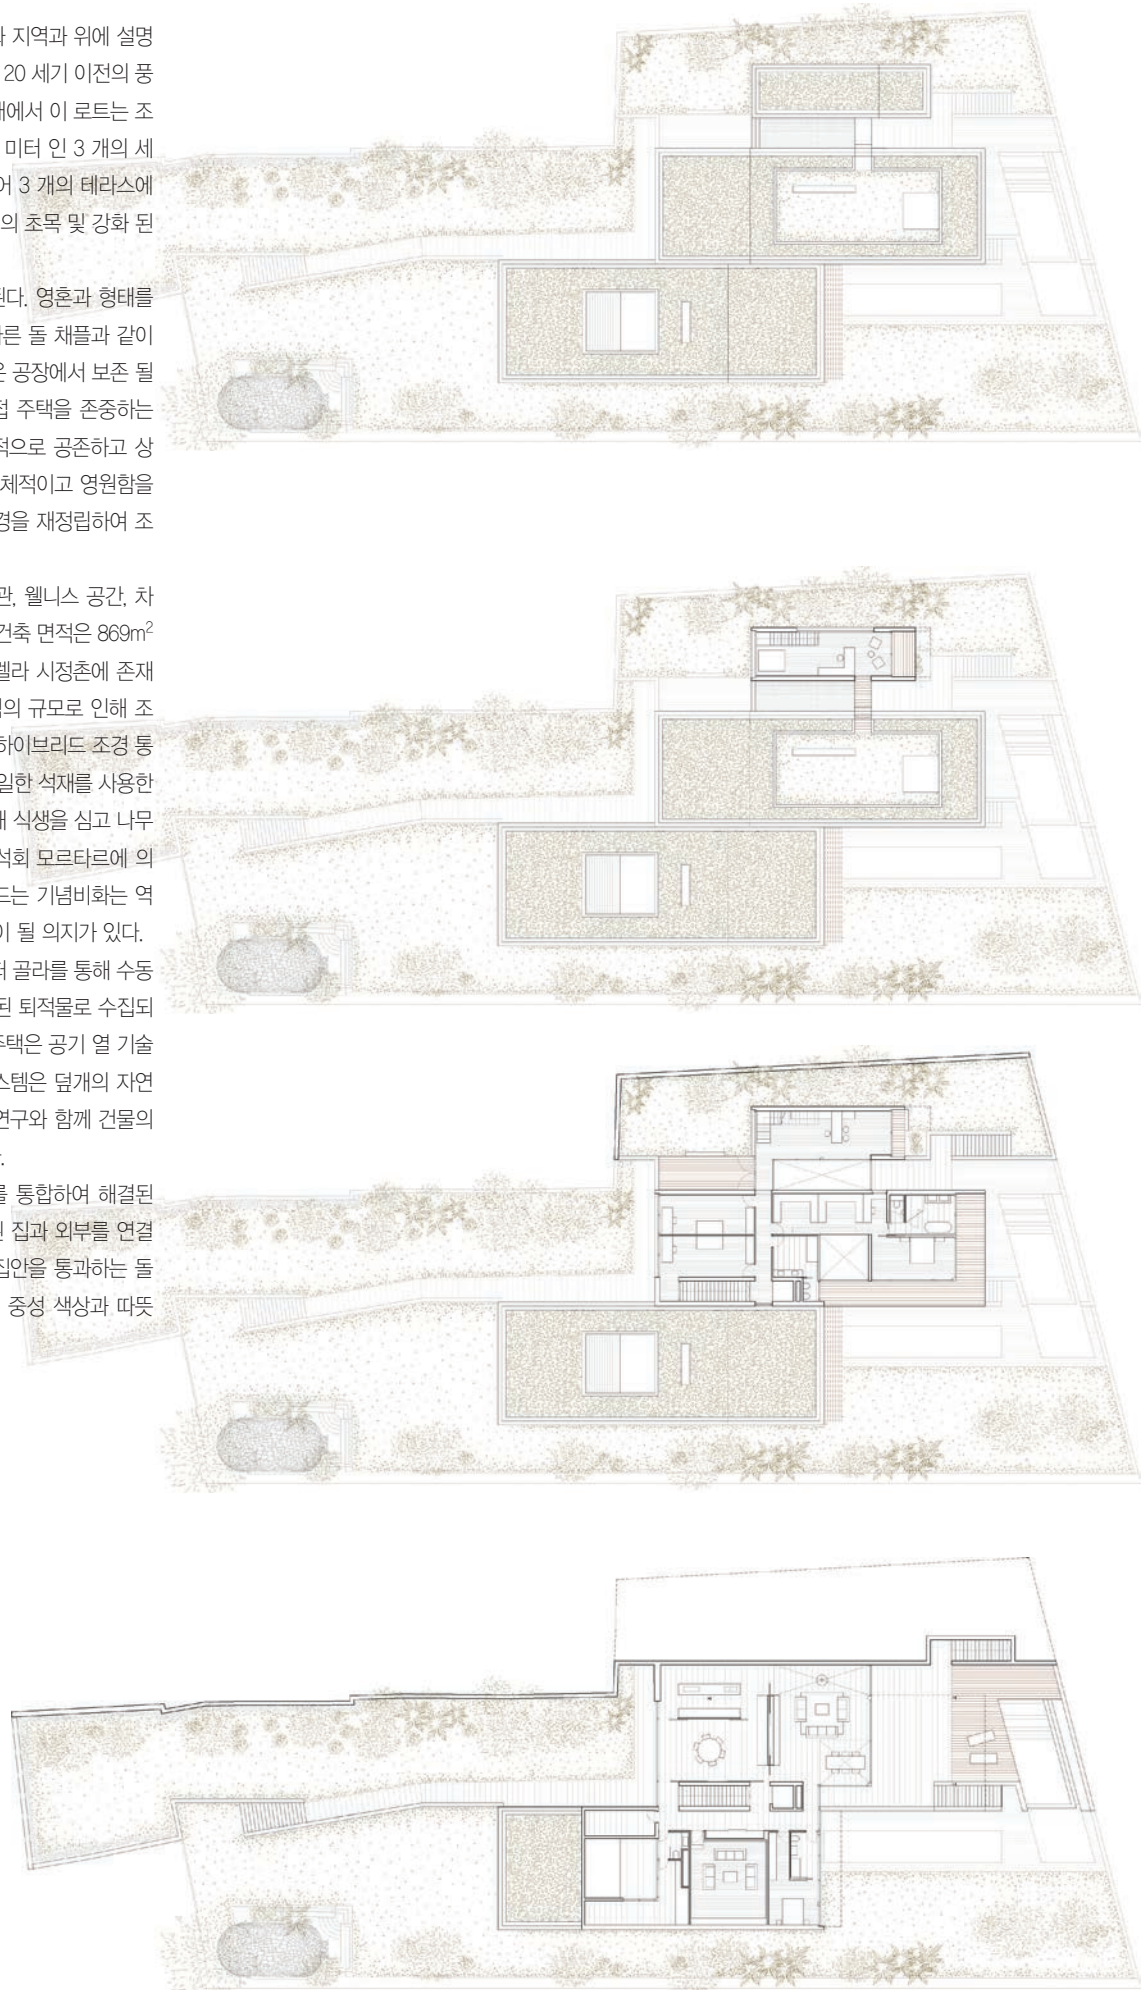 지역과 위에 설명
20 세기 이전의 풍
에서 이 로트는 조
미터 인 3 개의 세
어 3 개의 테라스에
의 초목 및 강화 된
된다. 영혼과 형태를
다른 돌 채플과 같이
은 공장에서 보존 될
접 주택을 존중하는
적으로 공존하고 상
체적이고 영원함을
경을 재정립하여 조
관, 웰니스 공간, 차
건축 면적은 869m²
렐라 시정촌에 존재
의 규모로 인해 조
하이브리드 조경 통
일한 석재를 사용한
해 식생을 심고 나무
석회 모르타르에 의
드는 기념비화는 역
이 될 의지가 있다.
퍼 골라를 통해 수동
된 퇴적물로 수집되
주택은 공기 열 기술
스템은 덮개의 자연
연구와 함께 건물의
를 통합하여 해결된
집과 외부를 연결
집안을 통과하는 돌
중성 색상과 따뜻